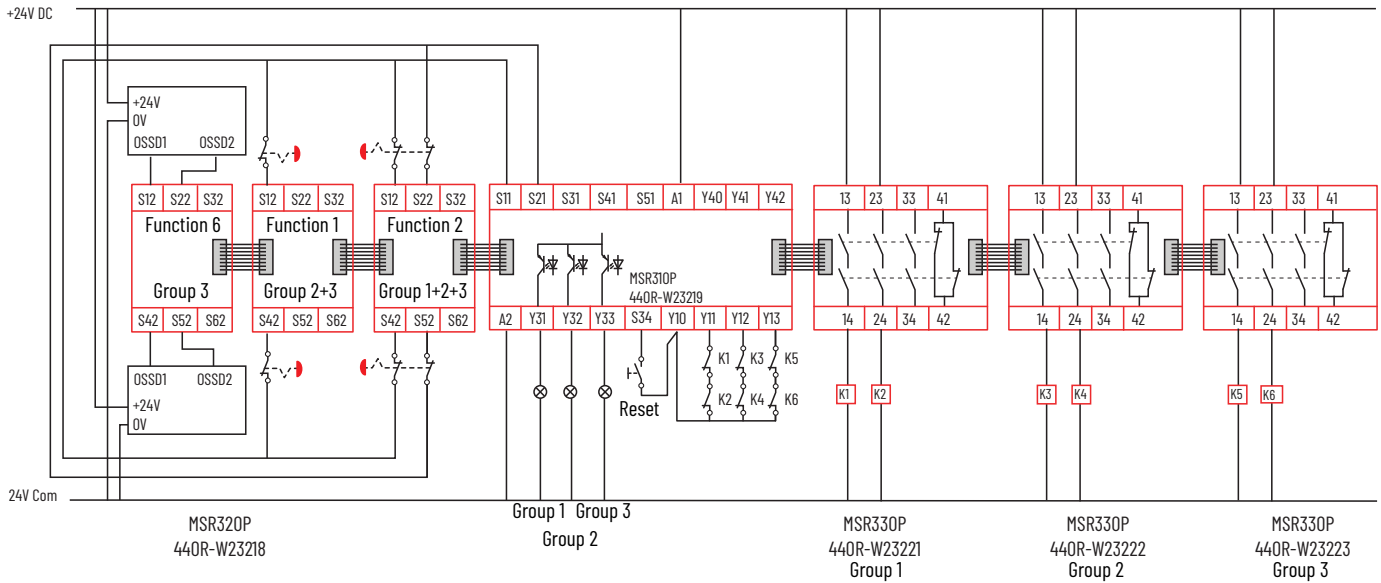 +24V DC
+24V
0V
OSSD1 OSSD2
S12 S22 S32
Function 6
Group 3
S42 S52 S62
OSSD1 OSSD2
+24V
0V
S12 S22 S32
Function 1
Group 2+3
S42 S52 S62
S12 S22 S32
Function 2
Group 1+2+3
S42 S52 S62
S11 S21 S31 S41 S51 A1 Y40 Y41 Y42
MSR310P
440R-W23219
A2 Y31 Y32 Y33 S34 Y10 Y11 Y12 Y13
K1 K3 K5
K2 K4 K6
Reset
13 23 33 41
14 24 34 42
K1 K2
13 23 33 41
14 24 34 42
K3 K4
13 23 33 41
14 24 34 42
K5 K6
24V Com
Group 1 Group 3
Group 2
MSR320P
440R-W23218
MSR330P
440R-W23221
Group 1
MSR330P
440R-W23222
Group 2
MSR330P
440R-W23223
Group 3